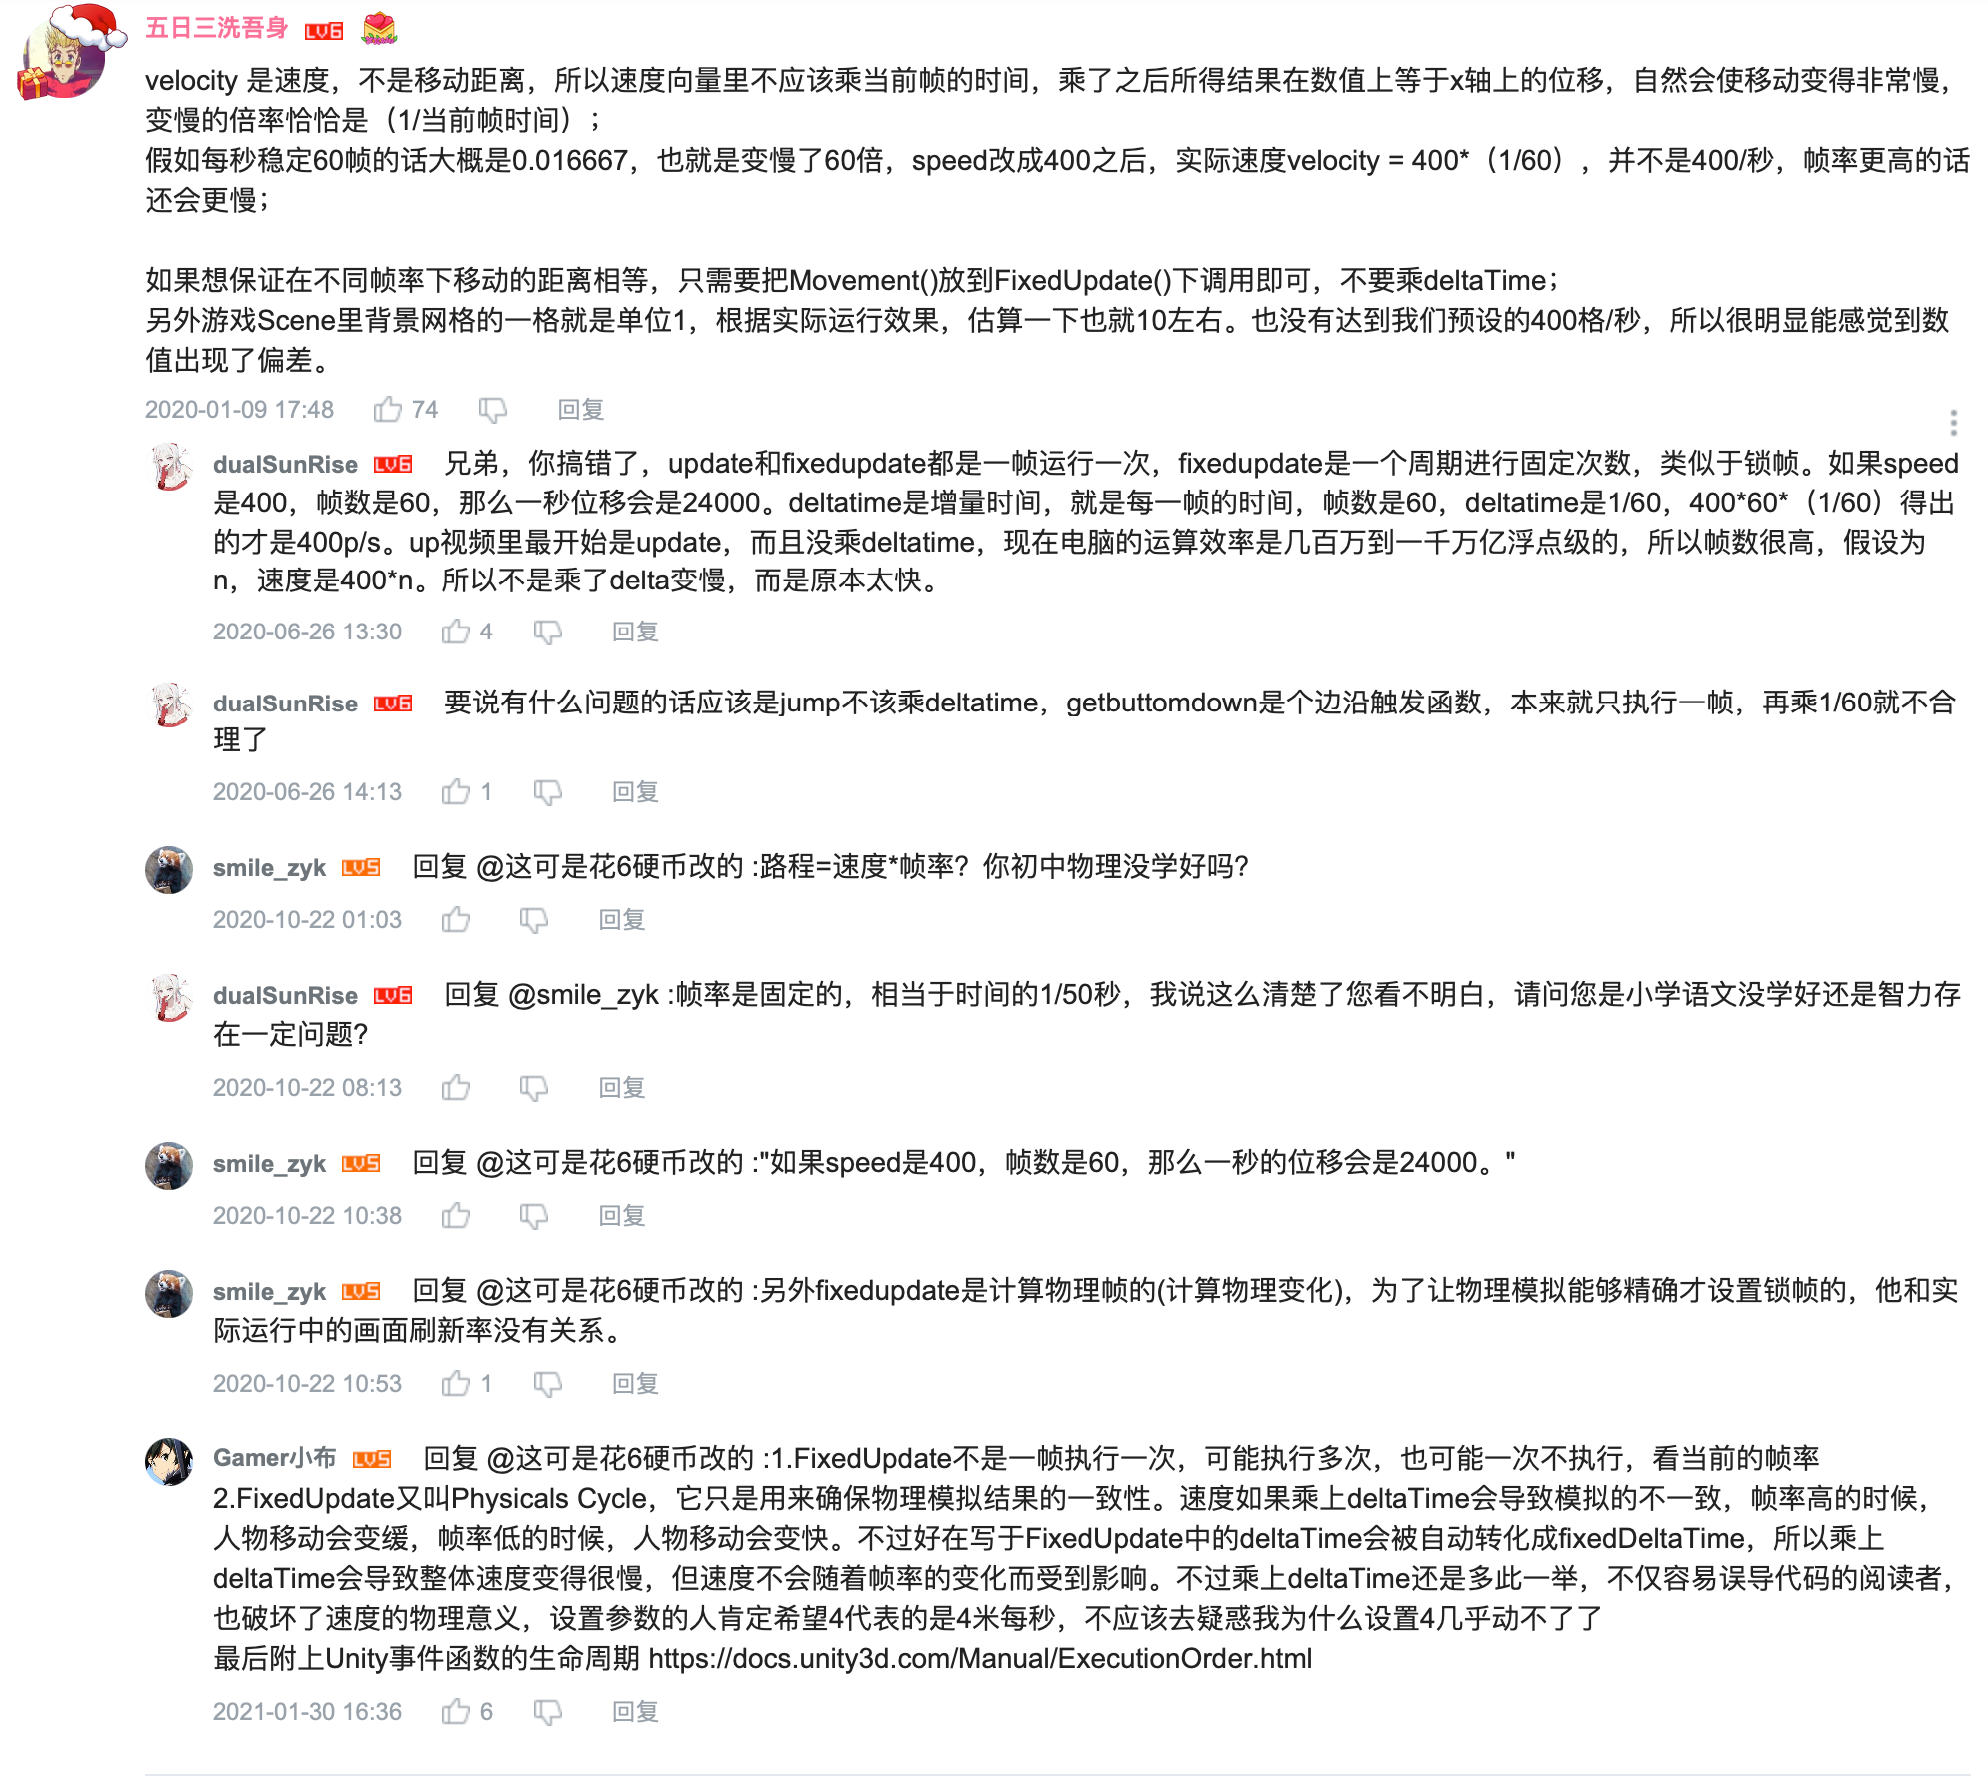 五日三洗吾身 LV6
velocity 是速度，不是移动距离，所以速度向量里不应该乘当前帧的时间，乘了之后所得结果在数值上等于x轴上的位移，自然会使移动变得非常慢，
变慢的倍率恰恰是（1/当前帧时间）；
假如每秒稳定60帧的话大概是0.016667，也就是变慢了60倍，speed改成400之后，实际速度velocity = 400*（1/60），并不是400/秒，帧率更高的话
还会更慢；
如果想保证在不同帧率下移动的距离相等，只需要把Movement()放到FixedUpdate()下调用即可，不要乘deltaTime；
另外游戏Scene里背景网格的一格就是单位1，根据实际运行效果，估算一下也就10左右。也没有达到我们预设的400格/秒，所以很明显能感觉到数
值出现了偏差。
2020-01-09 17:48 74 回复
dualSunRise LV6 兄弟，你搞错了，update和fixedupdate都是一帧运行一次，fixedupdate是一个周期进行固定次数，类似于锁帧。如果speed
是400，帧数是60，那么一秒位移会是24000。deltatime是增量时间，就是每一帧的时间，帧数是60，deltatime是1/60，400*60*（1/60）得出
的才是400p/s。up视频里最开始是update，而且没乘deltatime，现在电脑的运算效率是几百万到一千万亿浮点级的，所以帧数很高，假设为
n，速度是400*n。所以不是乘了delta变慢，而是原本太快。
2020-06-26 13:30 4 回复
dualSunRise LV6 要说有什么问题的话应该是jump不该乘deltatime，getbuttomdown是个边沿触发函数，本来就只执行一帧，再乘1/60就不合
理了
2020-06-26 14:13 1 回复
smile_zyk LV5 回复 @这可是花6硬币改的 :路程=速度*帧率？你初中物理没学好吗？
2020-10-22 01:03 回复
dualSunRise LV6 回复 @smile_zyk :帧率是固定的，相当于时间的1/50秒，我说这么清楚了您看不明白，请问您是小学语文没学好还是智力存
在一定问题？
2020-10-22 08:13 回复
smile_zyk LV5 回复 @这可是花6硬币改的 :"如果speed是400，帧数是60，那么一秒的位移会是24000。"
2020-10-22 10:38 回复
smile_zyk LV5 回复 @这可是花6硬币改的 :另外fixedupdate是计算物理帧的(计算物理变化)，为了让物理模拟能够精确才设置锁帧的，他和实
际运行中的画面刷新率没有关系。
2020-10-22 10:53 1 回复
Gamer小布 LV5 回复 @这可是花6硬币改的 :1.FixedUpdate不是一帧执行一次，可能执行多次，也可能一次不执行，看当前的帧率
2.FixedUpdate又叫Physicals Cycle，它只是用来确保物理模拟结果的一致性。速度如果乘上deltaTime会导致模拟的不一致，帧率高的时候，
人物移动会变缓，帧率低的时候，人物移动会变快。不过好在写于FixedUpdate中的deltaTime会被自动转化成fixedDeltaTime，所以乘上
deltaTime会导致整体速度变得很慢，但速度不会随着帧率的变化而受到影响。不过乘上deltaTime还是多此一举，不仅容易误导代码的阅读者，
也破坏了速度的物理意义，设置参数的人肯定希望4代表的是4米每秒，不应该去疑惑我为什么设置4几乎动不了了
最后附上Unity事件函数的生命周期 https://docs.unity3d.com/Manual/ExecutionOrder.html
2021-01-30 16:36 6 回复